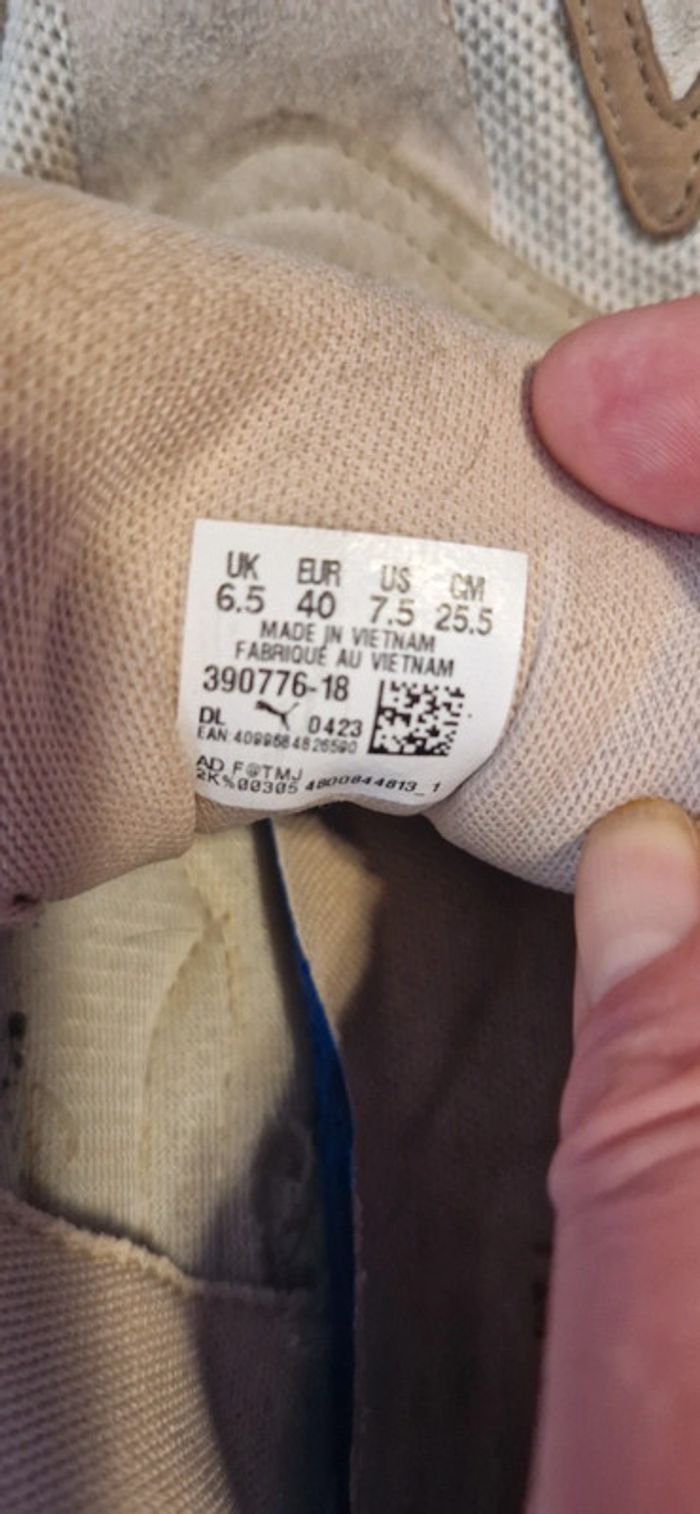 UK EUR US CM
6.5 40 7.5 25.5
MADE IN VIETNAM
FABRIQUÉ AU VIETNAM
390776-18
DL 0423
EAN 4099684826590
AD F@TMJ
2K%00305 4800844813_1